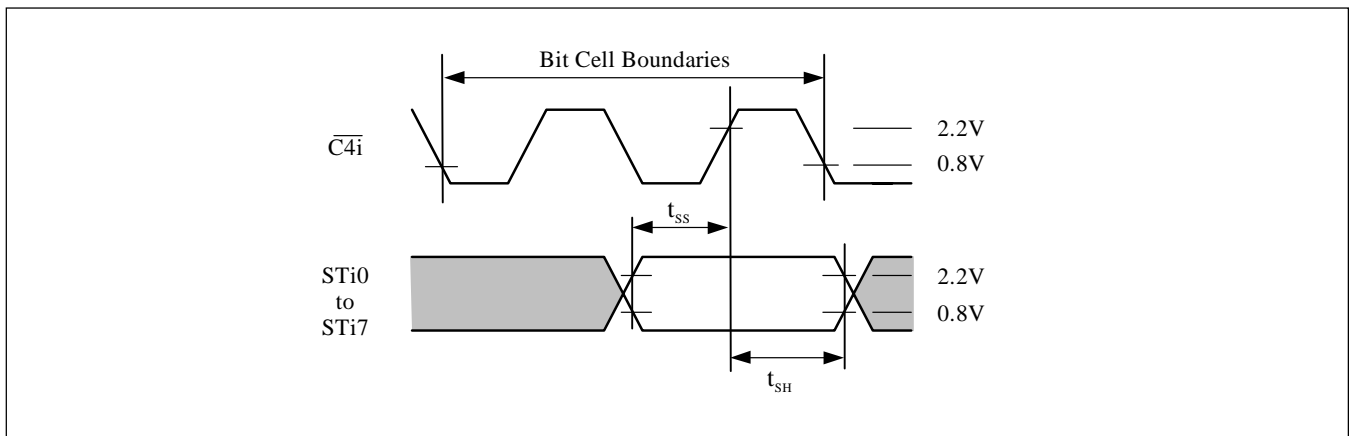 Bit Cell Boundaries
C4i
2.2V
0.8V
tSS
STi0
to
STi7
2.2V
0.8V
tSH